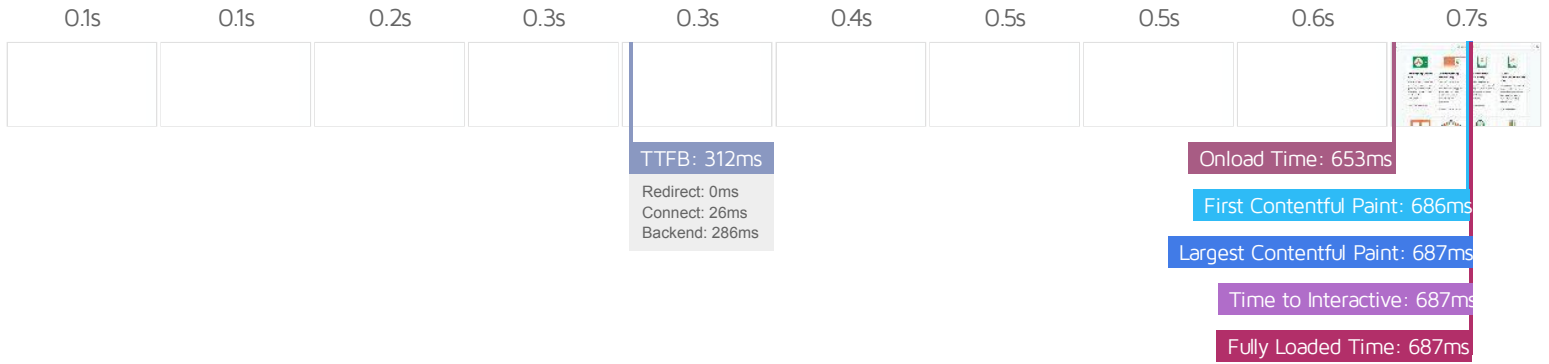 0.1s 0.1s 0.2s 0.3s 0.3s 0.4s 0.5s 0.5s 0.6s 0.7s
TTFB: 312ms
Redirect: 0ms
Connect: 26ms
Backend: 286ms
Onload Time: 653ms
First Contentful Paint: 686ms
Largest Contentful Paint: 687ms
Time to Interactive: 687ms
Fully Loaded Time: 687ms